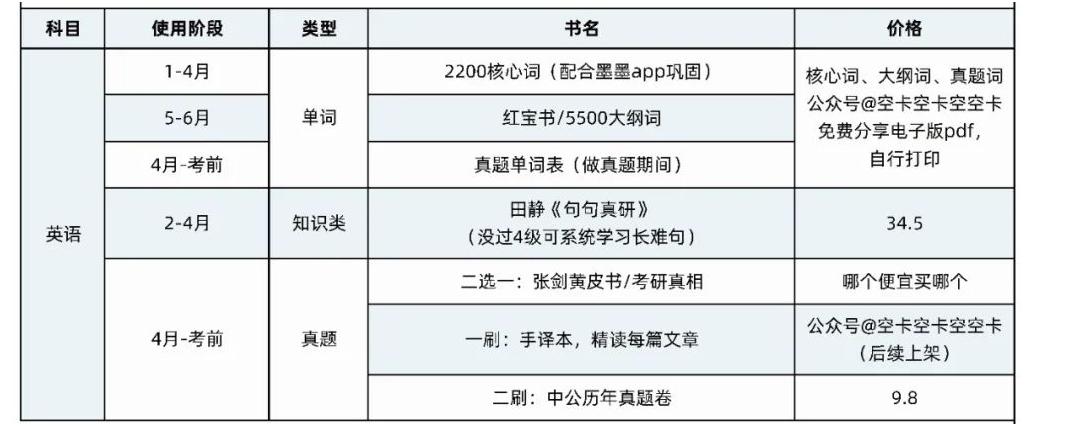 科目 使用阶段 类型 书名 价格
1-4月 2200核心词（配合墨墨app巩固）
核心词、大纲词、真题词
公众号@空卡空卡空空卡
免费分享电子版pdf，
自行打印
5-6月 单词 红宝书/5500大纲词
4月-考前 真题单词表（做真题期间）
英语
2-4月 知识类 田静《句句真研》
（没过4级可系统学习长难句）
34.5
二选一：张剑黄皮书/考研真相 哪个便宜买哪个
4月-考前 真题 一刷：手译本，精读每篇文章
公众号@空卡空卡空空卡
（后续上架）
二刷：中公历年真题卷 9.8